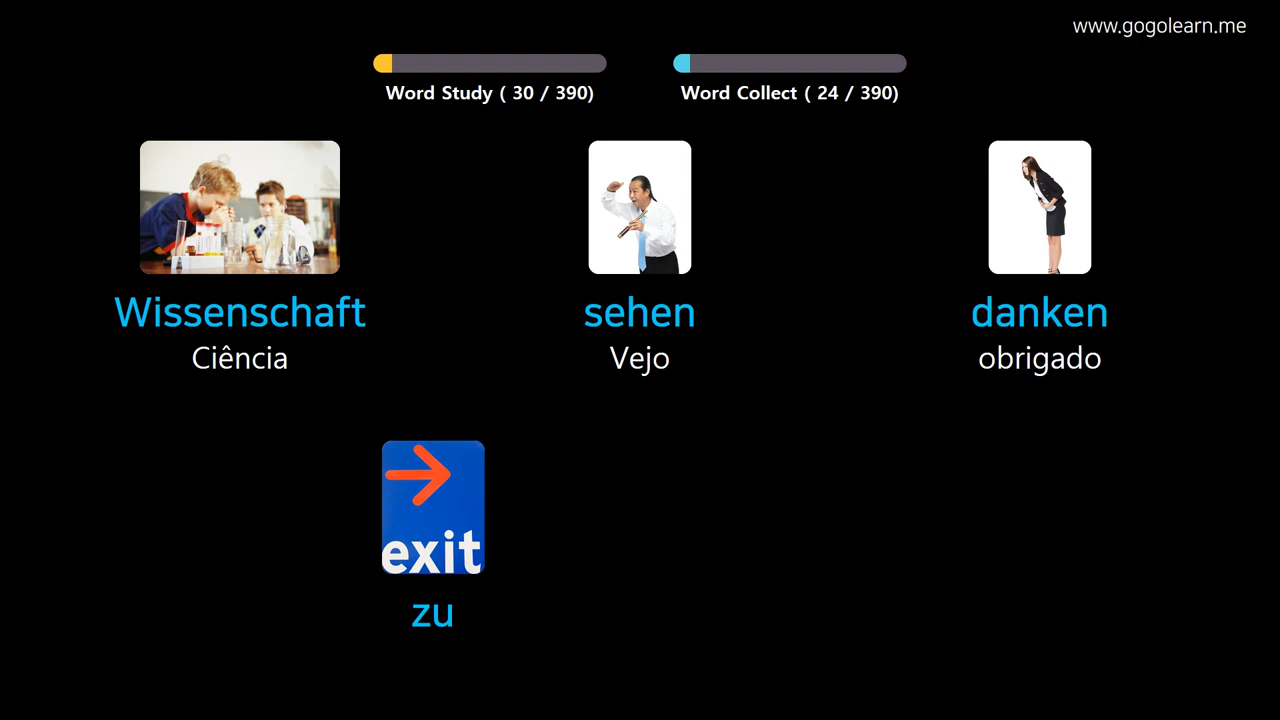 www.gogolearn.me
Word Study ( 30 / 390)
Word Collect ( 24 / 390)
Wissenschaft
Ciência
sehen
Vejo
danken
obrigado
exit
zu